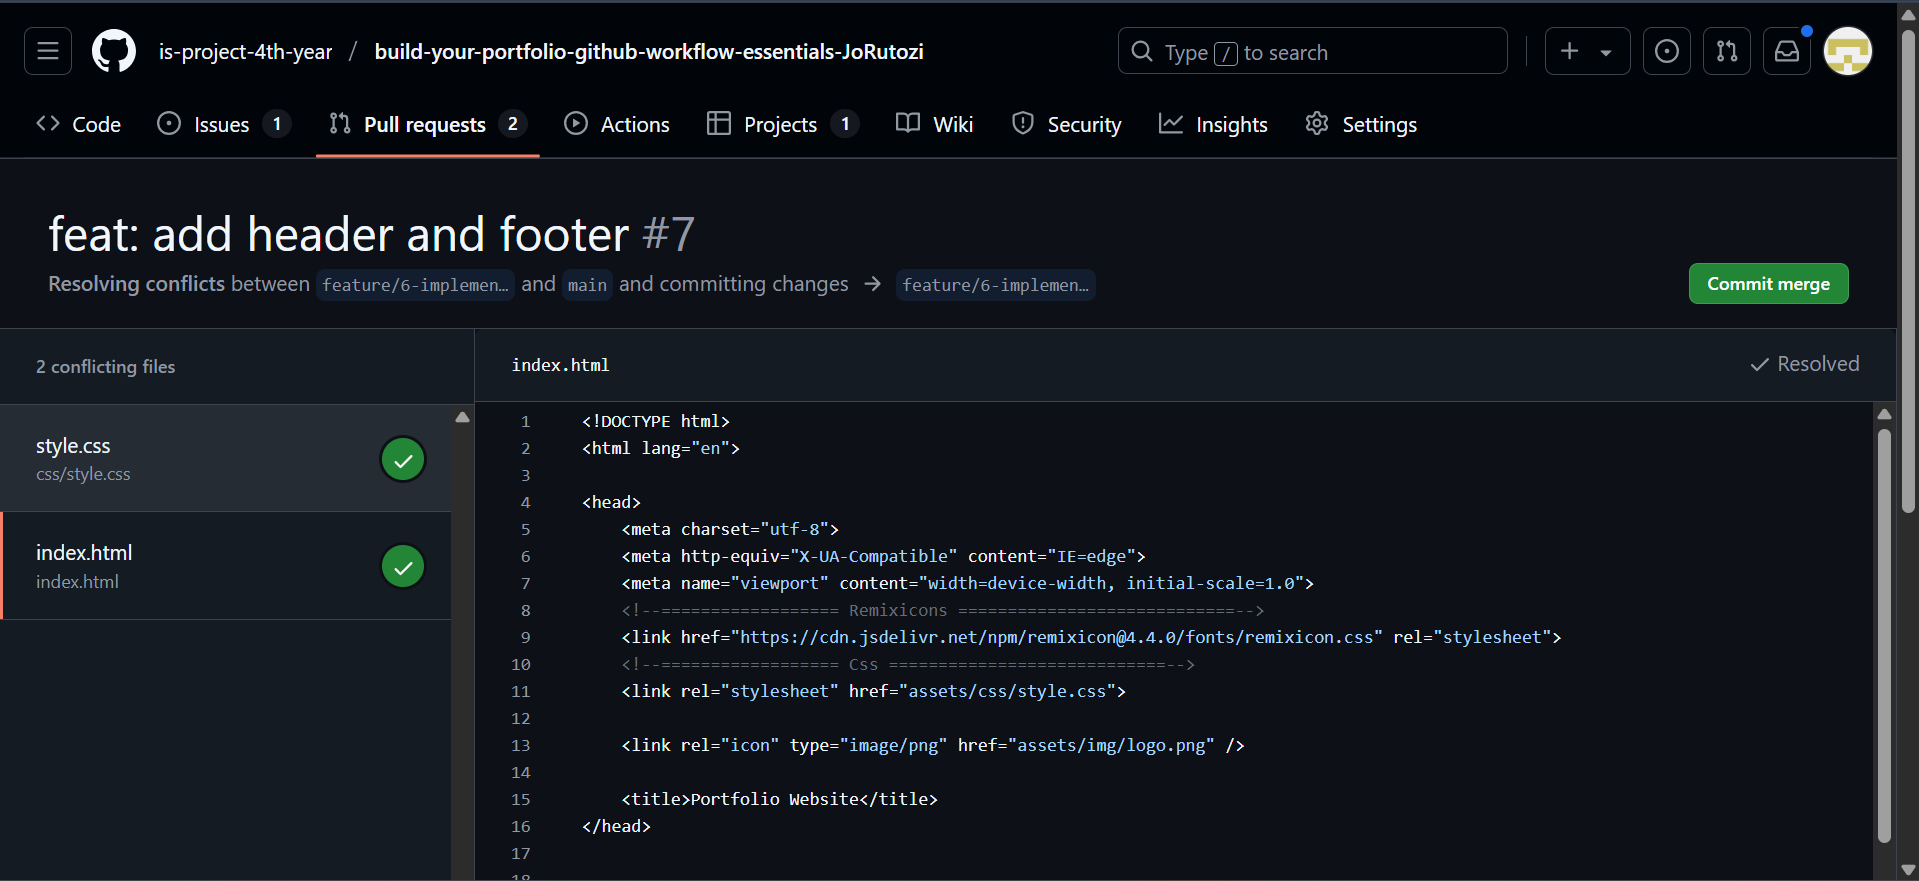 is-project-4th-year / build-your-portfolio-github-workflow-essentials-JoRutozi
Type / to search
Code
Issues 1
Pull requests 2
Actions
Projects 1
Wiki
Security
Insights
Settings
feat: add header and footer #7
Resolving conflicts between feature/6-implemen… and main and committing changes → feature/6-implemen…
Commit merge
2 conflicting files
style.css
css/style.css
index.html
index.html
index.html
Resolved
1 <!DOCTYPE html>
2 <html lang="en">
3
4 <head>
5 <meta charset="utf-8">
6 <meta http-equiv="X-UA-Compatible" content="IE=edge">
7 <meta name="viewport" content="width=device-width, initial-scale=1.0">
8 <!--================== Remixicons ============================-->
9 <link href="https://cdn.jsdelivr.net/npm/remixicon@4.4.0/fonts/remixicon.css" rel="stylesheet">
10 <!--================== Css ============================-->
11 <link rel="stylesheet" href="assets/css/style.css">
12
13 <link rel="icon" type="image/png" href="assets/img/logo.png" />
14
15 <title>Portfolio Website</title>
16 </head>
17
18